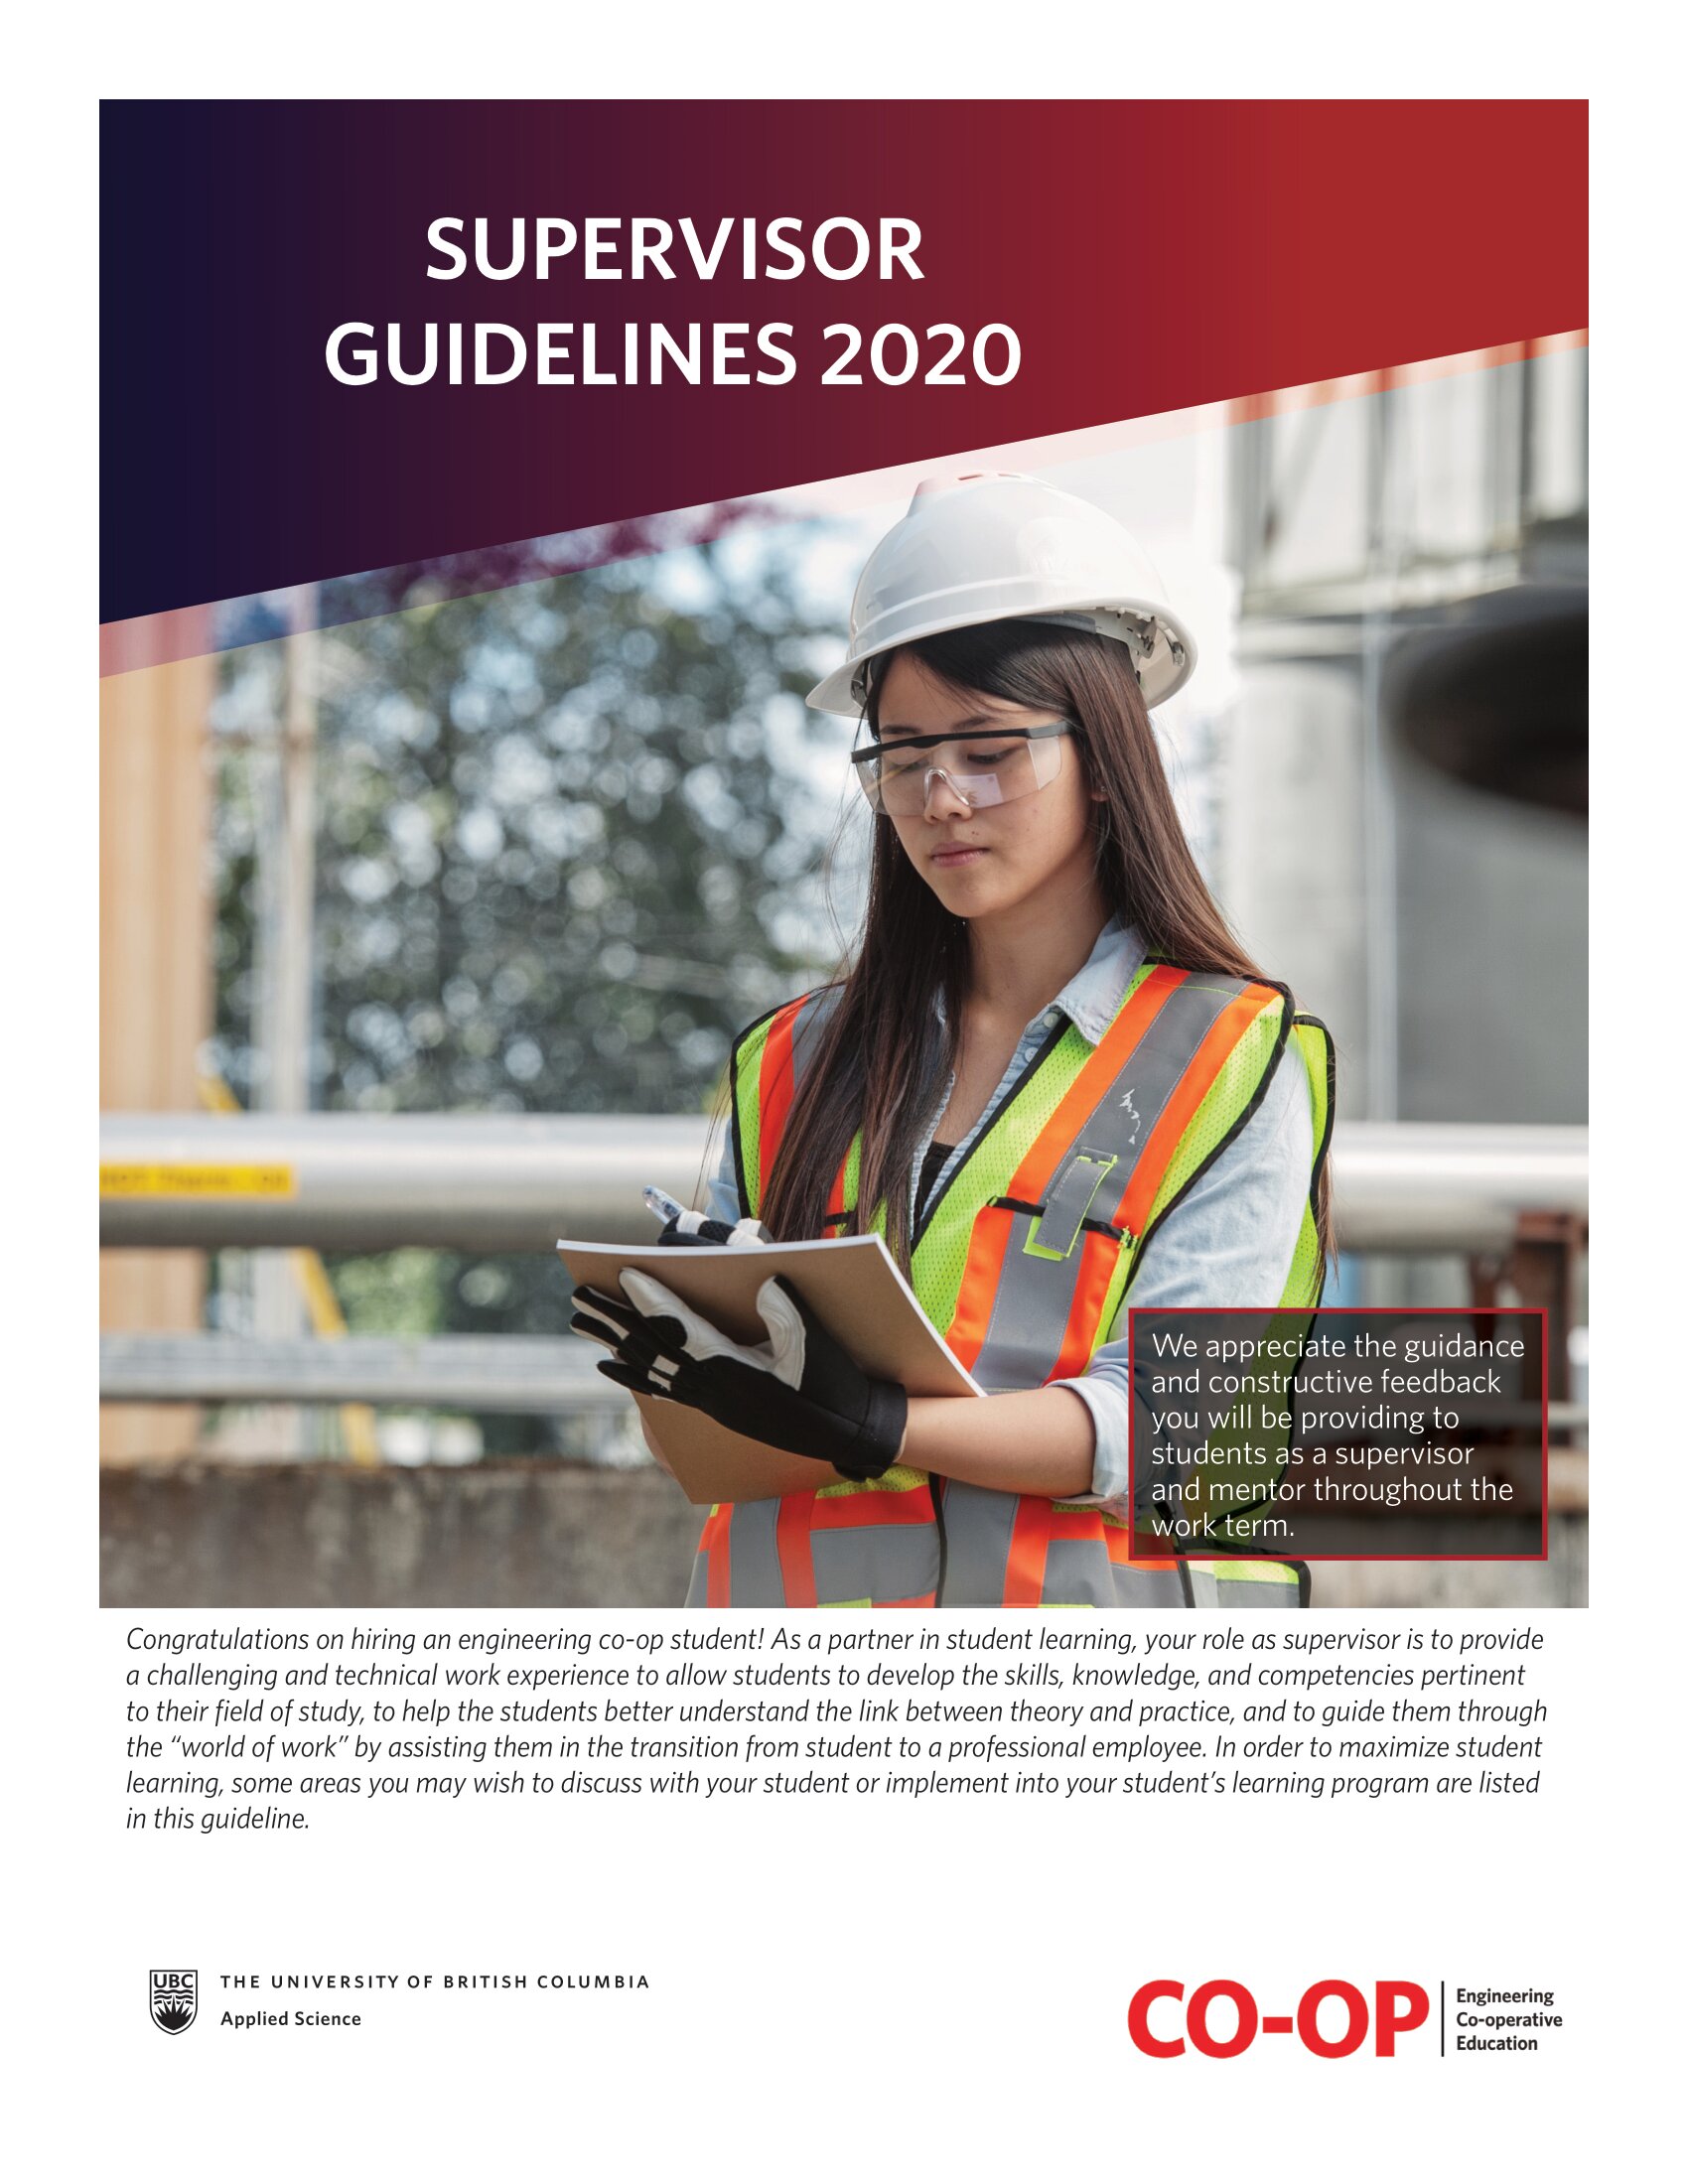 SUPERVISOR
GUIDELINES 2020
We appreciate the guidance
and constructive feedback
you will be providing to
students as a supervisor
and mentor throughout the
work term.
Congratulations on hiring an engineering co-op student! As a partner in student learning, your role as supervisor is to provide
a challenging and technical work experience to allow students to develop the skills, knowledge, and competencies pertinent
to their field of study, to help the students better understand the link between theory and practice, and to guide them through
the “world of work” by assisting them in the transition from student to a professional employee. In order to maximize student
learning, some areas you may wish to discuss with your student or implement into your student’s learning program are listed
in this guideline.
UBC
THE UNIVERSITY OF BRITISH COLUMBIA
Applied Science
CO-OP
Engineering
Co-operative
Education